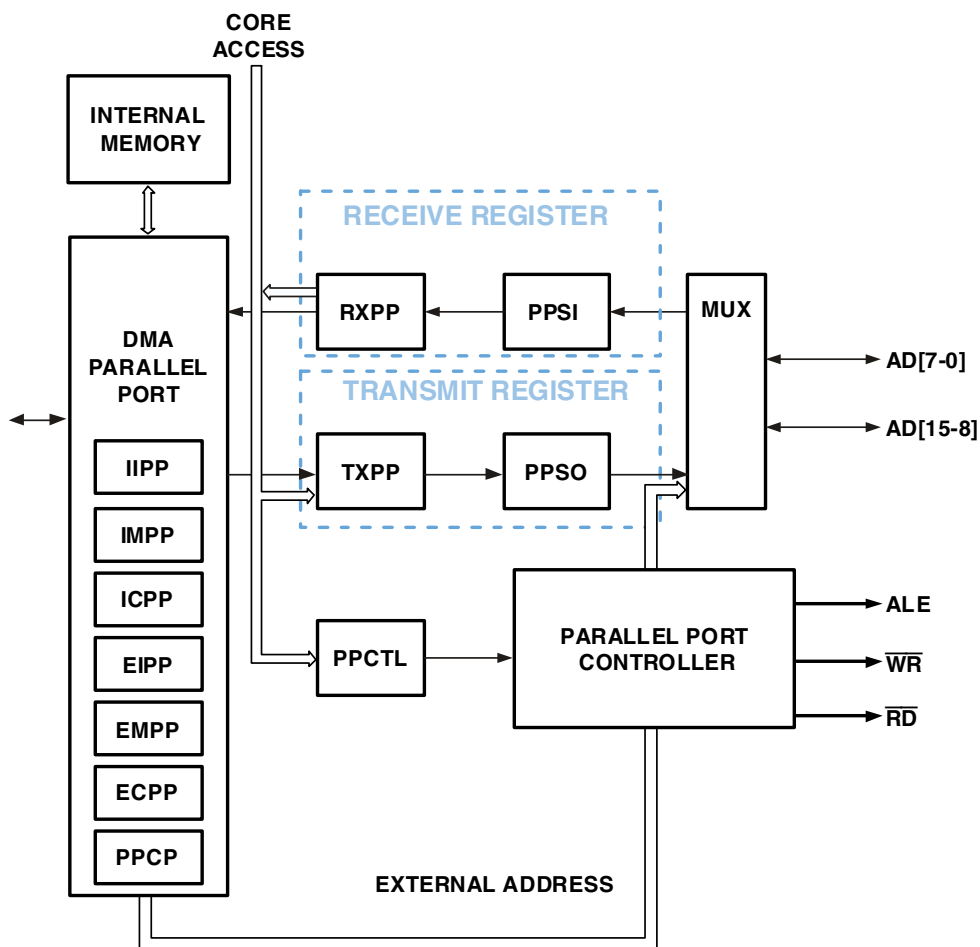 CORE
ACCESS
INTERNAL
MEMORY
RECEIVE REGISTER
RXPP
PPSI
MUX
DMA
PARALLEL
PORT
AD[7-0]
TRANSMIT REGISTER
AD[15-8]
IIPP
TXPP
PPSO
IMPP
ICPP
ALE
PARALLEL PORT
CONTROLLER
PPCTL
EIPP
WR
RD
EMPP
ECPP
PPCP
EXTERNAL ADDRESS